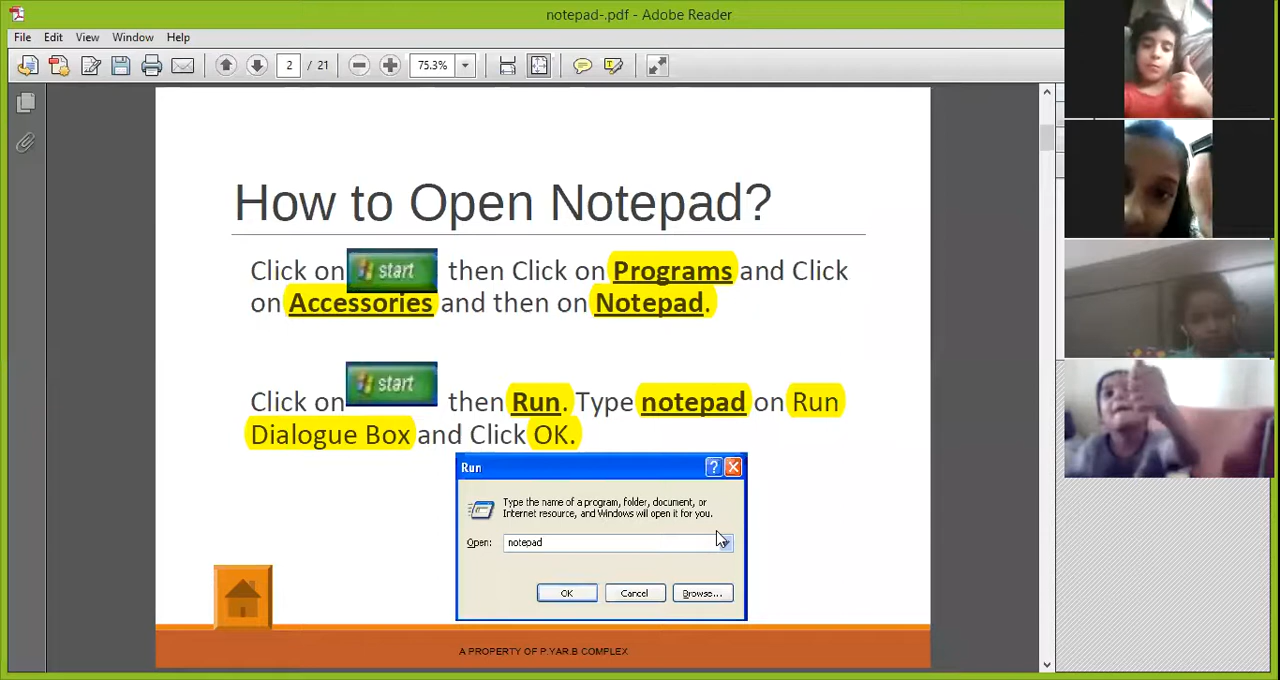 notepad-.pdf - Adobe Reader
File Edit View Window Help
2 / 21 75.3%
How to Open Notepad?
Click on start then Click on Programs and Click
on Accessories and then on Notepad.
Click on start then Run. Type notepad on Run
Dialogue Box and Click OK.
Run
Type the name of a program, folder, document, or
Internet resource, and Windows will open it for you.
Open: notepad
OK Cancel Browse...
A PROPERTY OF P.YAR.B COMPLEX